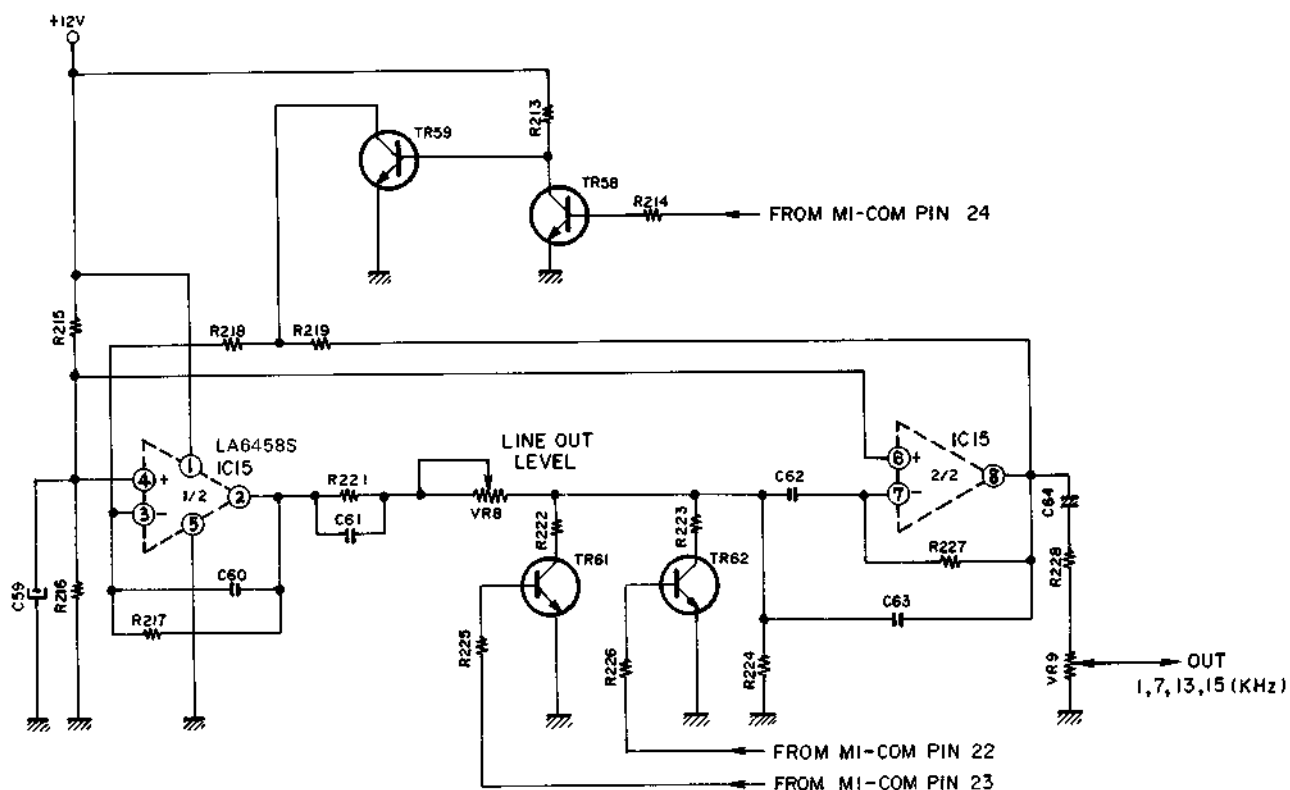 +12V
R213
TR59
TR58
R214
FROM MI-COM PIN 24
R215
R218
R219
LA6458S
IC15
IC15
LINE OUT
LEVEL
1
4 +
1/2
2
3 -
5
R221
C61
VR8
C62
6 +
2/2
8
7 -
C64
R222
R223
R227
R228
TR61
TR62
C59
R216
C60
C63
R217
R225
R226
R224
VR9
OUT
1,7,13,15(KHz)
FROM MI-COM PIN 22
FROM MI-COM PIN 23